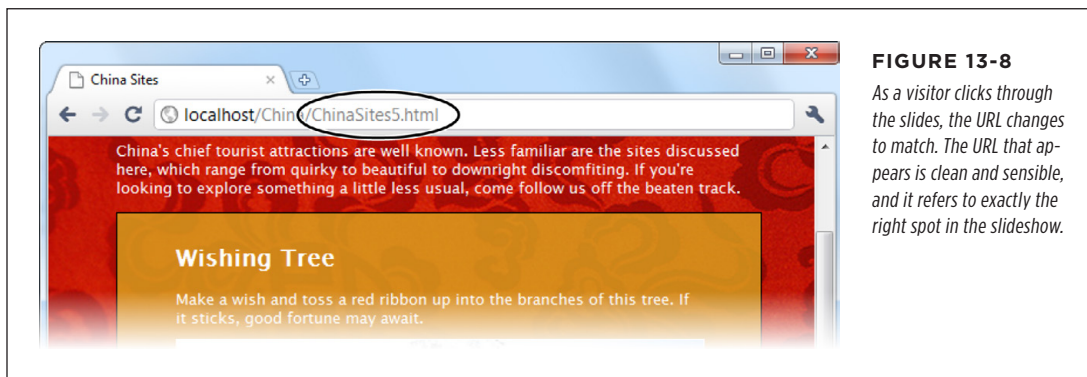 China Sites
localhost/China/ChinaSites5.html
China's chief tourist attractions are well known. Less familiar are the sites discussed
here, which range from quirky to beautiful to downright discomfiting. If you're
looking to explore something a little less usual, come follow us off the beaten track.
Wishing Tree
Make a wish and toss a red ribbon up into the branches of this tree. If
it sticks, good fortune may await.
FIGURE 13-8
As a visitor clicks through
the slides, the URL changes
to match. The URL that ap-
pears is clean and sensible,
and it refers to exactly the
right spot in the slideshow.